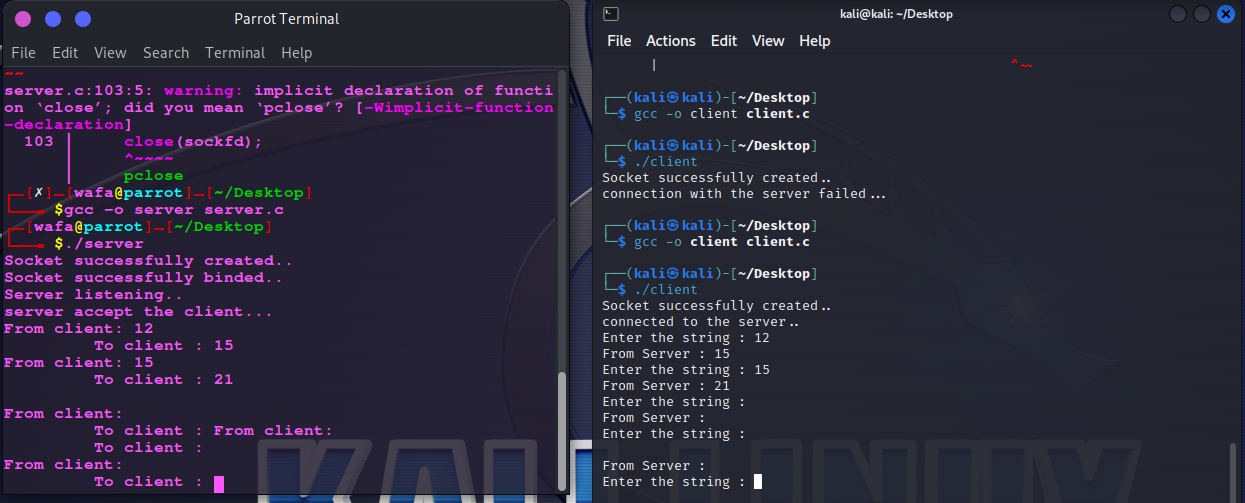 Parrot Terminal
File Edit View Search Terminal Help
~~
server.c:103:5: warning: implicit declaration of functi
on ‘close’; did you mean ‘pclose’? [-Wimplicit-function
-declaration]
103 | close(sockfd);
| ^~~~~
| pclose
┌─[✗]─[wafa@parrot]─[~/Desktop]
└──╼ $gcc -o server server.c
┌─[wafa@parrot]─[~/Desktop]
└──╼ $./server
Socket successfully created..
Socket successfully binded..
Server listening..
server accept the client...
From client: 12
To client : 15
From client: 15
To client : 21
From client:
To client : From client:
To client :
From client:
To client :
kali@kali: ~/Desktop
File Actions Edit View Help
| ^~~
┌──(kali㉿kali)-[~/Desktop]
└─$ gcc -o client client.c
┌──(kali㉿kali)-[~/Desktop]
└─$ ./client
Socket successfully created..
connection with the server failed...
┌──(kali㉿kali)-[~/Desktop]
└─$ gcc -o client client.c
┌──(kali㉿kali)-[~/Desktop]
└─$ ./client
Socket successfully created..
connected to the server..
Enter the string : 12
From Server : 15
Enter the string : 15
From Server : 21
Enter the string :
From Server :
Enter the string :
From Server :
Enter the string :